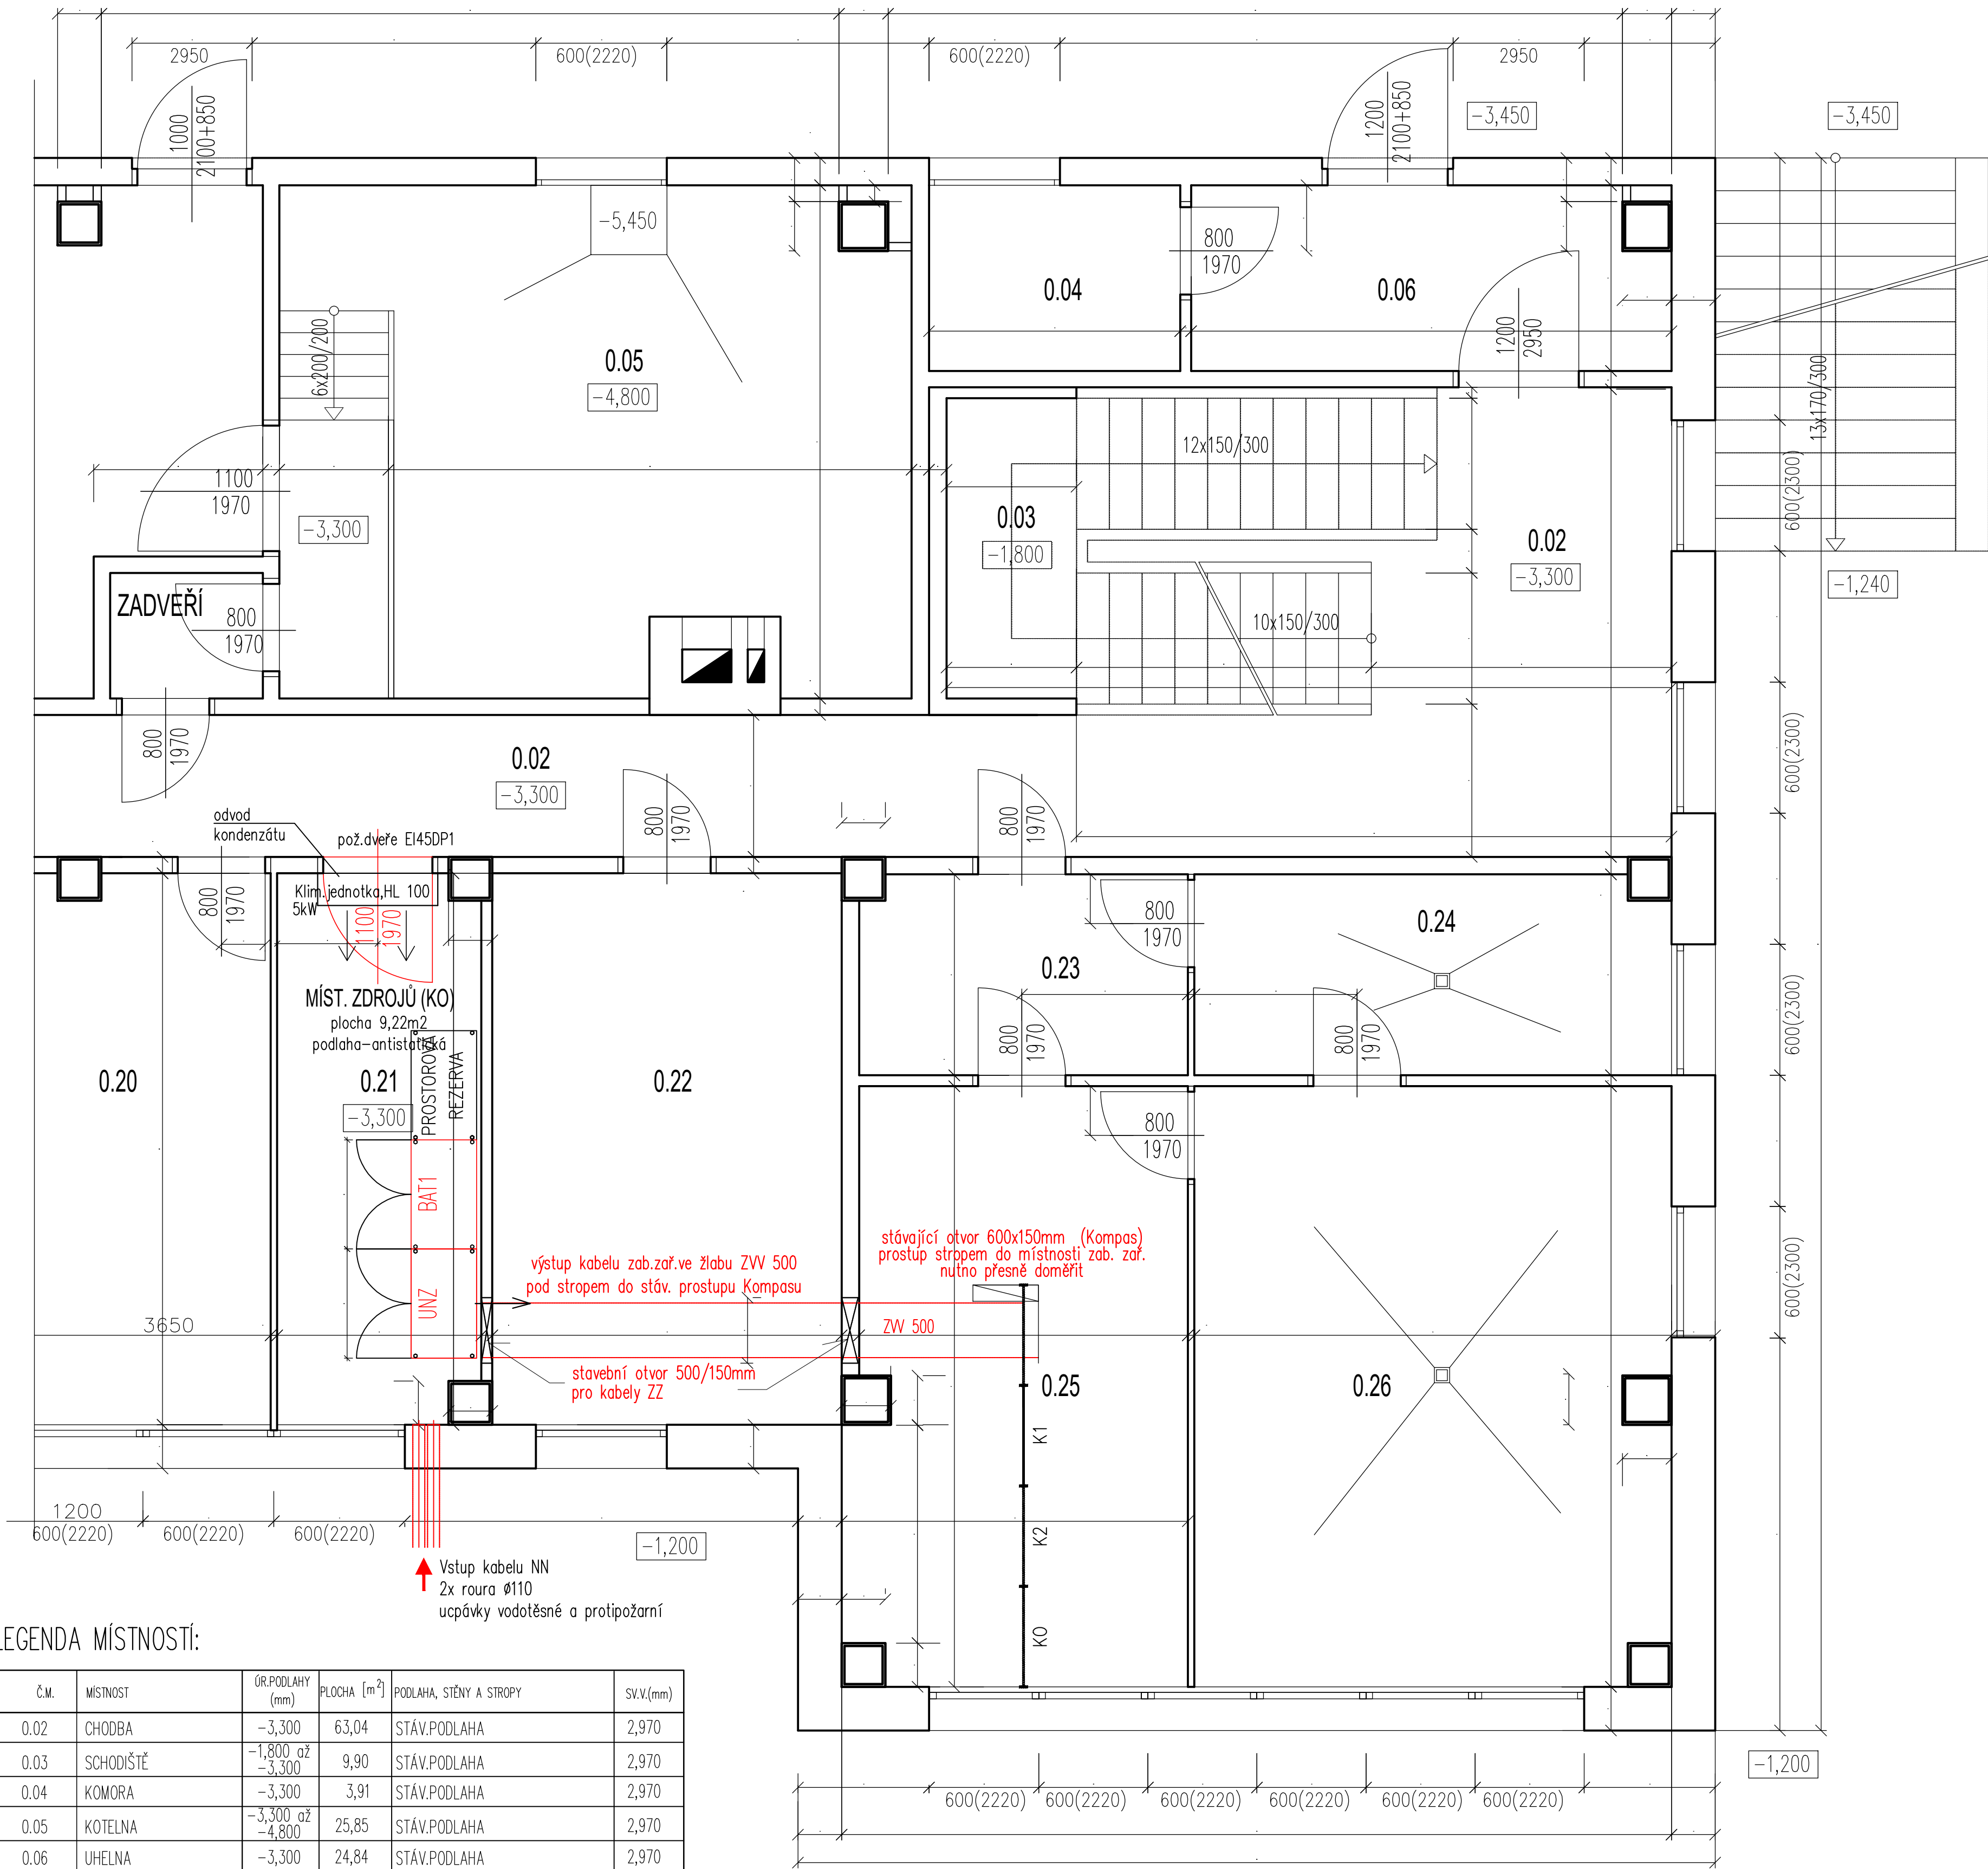 2950
600(2220)
600(2220)
2950
1000
2100+850
1200
2100+850
-3,450
-3,450
-5,450
800
1970
0.04
0.06
1200
2950
6x200/200
0.05
-4,800
13x170/300
12x150/300
600(2300)
1100
1970
-3,300
0.03
-1,800
0.02
-3,300
-1,240
ZADVEŘÍ
800
1970
10x150/300
800
1970
0.02
-3,300
600(2300)
odvod
kondenzátu
pož.dveře EI45DP1
800
1970
800
1970
Klim.jednotka,HL 100
5kW
800
1970
1100
1970
800
1970
0.24
0.23
MÍST. ZDROJŮ (KO)
plocha 9,22m2
podlaha-antistatická
800
1970
800
1970
600(2300)
0.20
0.21
-3,300
PROSTOROVÁ
REZERVA
0.22
800
1970
BAT1
UNZ
výstup kabelu zab.zař.ve žlabu ZVV 500
pod stropem do stáv. prostupu Kompasu
stávající otvor 600x150mm (Kompas)
prostup stropem do místnosti zab. zař.
nutno přesně doměřit
600(2300)
3650
ZVV 500
stavební otvor 500/150mm
pro kabely ZZ
0.25
0.26
K1
K2
K0
1200
600(2220)
600(2220)
600(2220)
-1,200
Vstup kabelu NN
2x roura Ø110
ucpávky vodotěsné a protipožární
-1,200
600(2220)
600(2220)
600(2220)
600(2220)
600(2220)
600(2220)
LEGENDA MÍSTNOSTÍ:
Č.M. MÍSTNOST ÚR.PODLAHY (mm) PLOCHA [m²] PODLAHA, STĚNY A STROPY SV.V.(mm)
0.02 CHODBA -3,300 63,04 STÁV.PODLAHA 2,970
0.03 SCHODIŠTĚ -1,800 až -3,300 9,90 STÁV.PODLAHA 2,970
0.04 KOMORA -3,300 3,91 STÁV.PODLAHA 2,970
0.05 KOTELNA -3,300 až -4,800 25,85 STÁV.PODLAHA 2,970
0.06 UHELNA -3,300 24,84 STÁV.PODLAHA 2,970